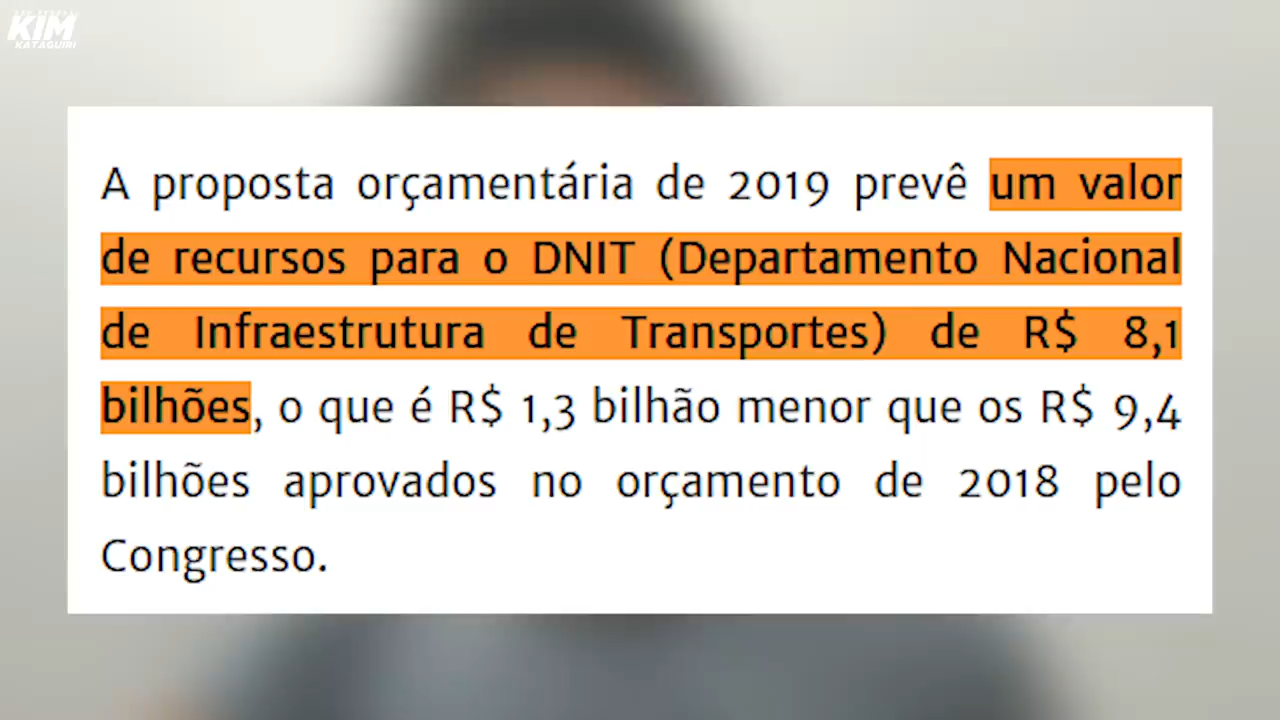 DEP. FEDERAL
KIM
KATAGUIRI
A proposta orçamentária de 2019 prevê um valor
de recursos para o DNIT (Departamento Nacional
de Infraestrutura de Transportes) de R$ 8,1
bilhões, o que é R$ 1,3 bilhão menor que os R$ 9,4
bilhões aprovados no orçamento de 2018 pelo
Congresso.